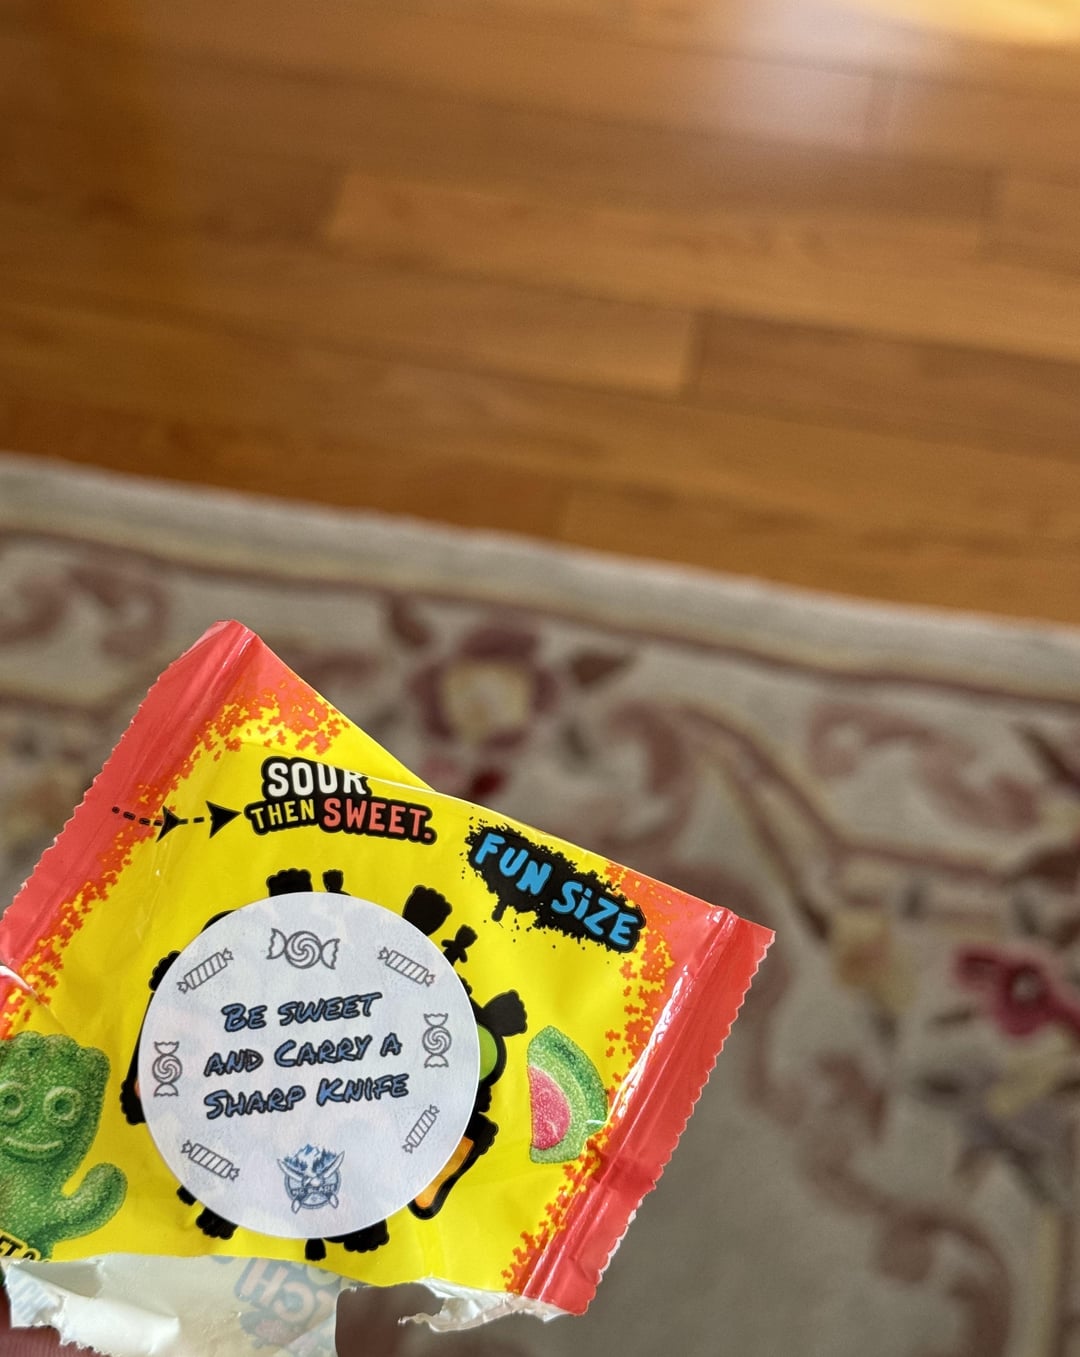 SOUR
THEN SWEET.
FUN SiZE
BE SWEET
AND CARRY A
SHARP KNIFE